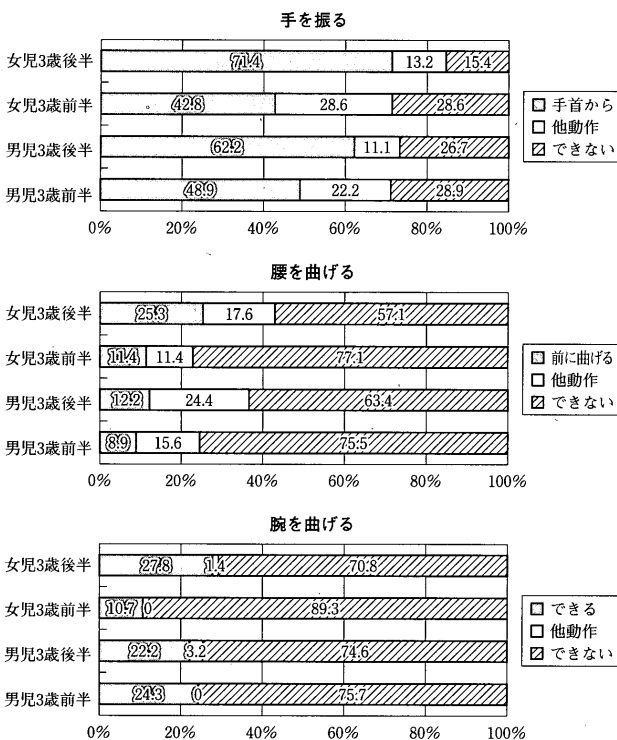 手を振る
女児3歳後半 71.4 13.2 15.4
女児3歳前半 42.8 28.6 28.6
男児3歳後半 62.2 11.1 26.7
男児3歳前半 48.9 22.2 28.9
0% 20% 40% 60% 80% 100%
手首から
他動作
できない
腰を曲げる
女児3歳後半 25.3 17.6 57.1
女児3歳前半 11.4 11.4 77.1
男児3歳後半 12.2 24.4 63.4
男児3歳前半 8.9 15.6 75.5
0% 20% 40% 60% 80% 100%
前に曲げる
他動作
できない
腕を曲げる
女児3歳後半 27.8 1.4 70.8
女児3歳前半 10.7 0 89.3
男児3歳後半 22.2 3.2 74.6
男児3歳前半 24.3 0 75.7
0% 20% 40% 60% 80% 100%
できる
他動作
できない